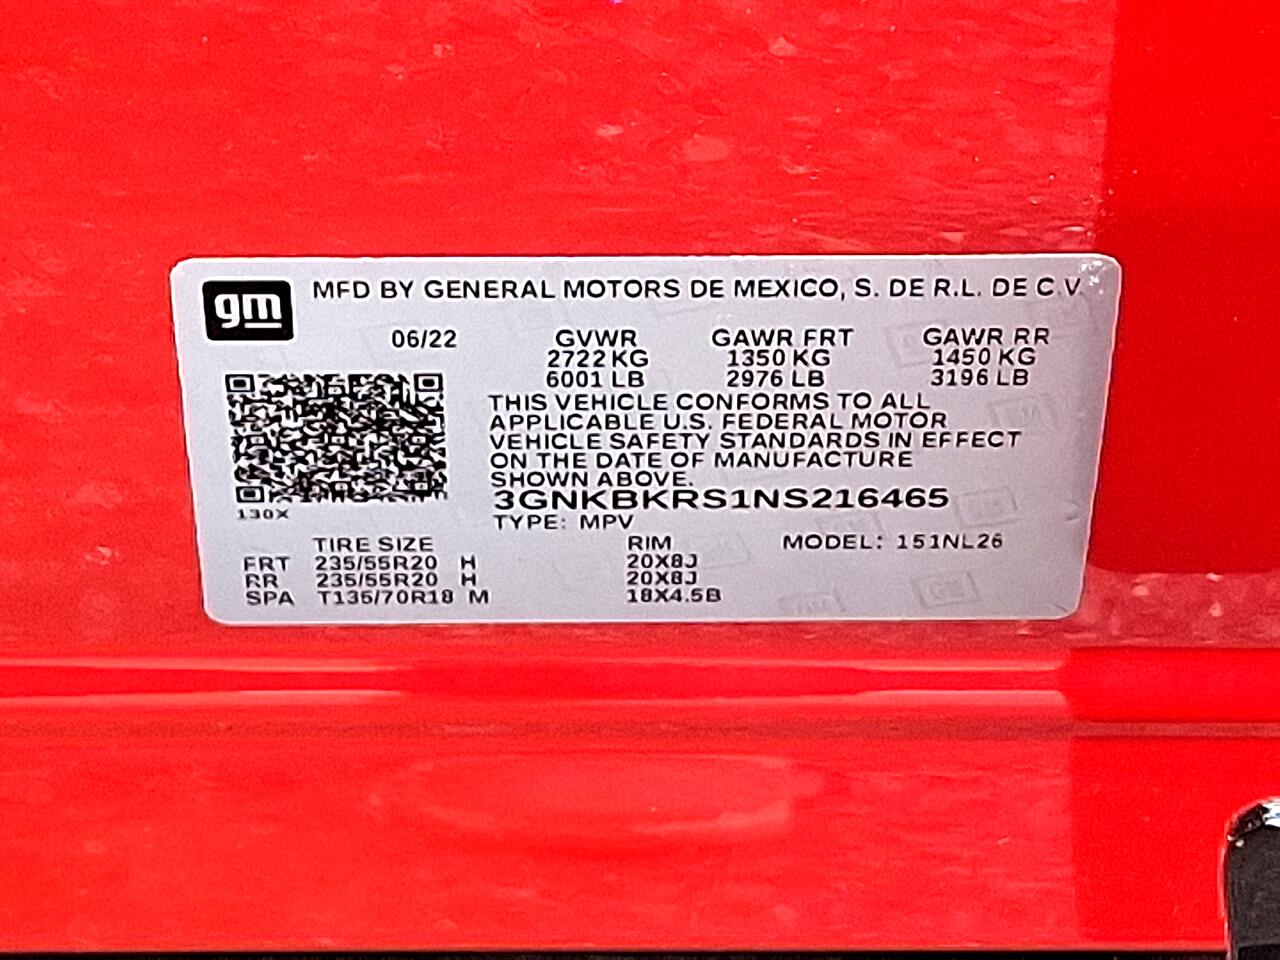 gm
MFD BY GENERAL MOTORS DE MEXICO, S. DE R.L. DE C.V.
06/22 GVWR GAWR FRT GAWR RR
2722 KG 1350 KG 1450 KG
6001 LB 2976 LB 3196 LB
THIS VEHICLE CONFORMS TO ALL
APPLICABLE U.S. FEDERAL MOTOR
VEHICLE SAFETY STANDARDS IN EFFECT
ON THE DATE OF MANUFACTURE
SHOWN ABOVE.
3GNKBKRS1NS216465
130X
TYPE: MPV
TIRE SIZE RIM MODEL: 151NL26
FRT 235/55R20 H 20X8J
RR 235/55R20 H 20X8J
SPA T135/70R18 M 18X4.5B